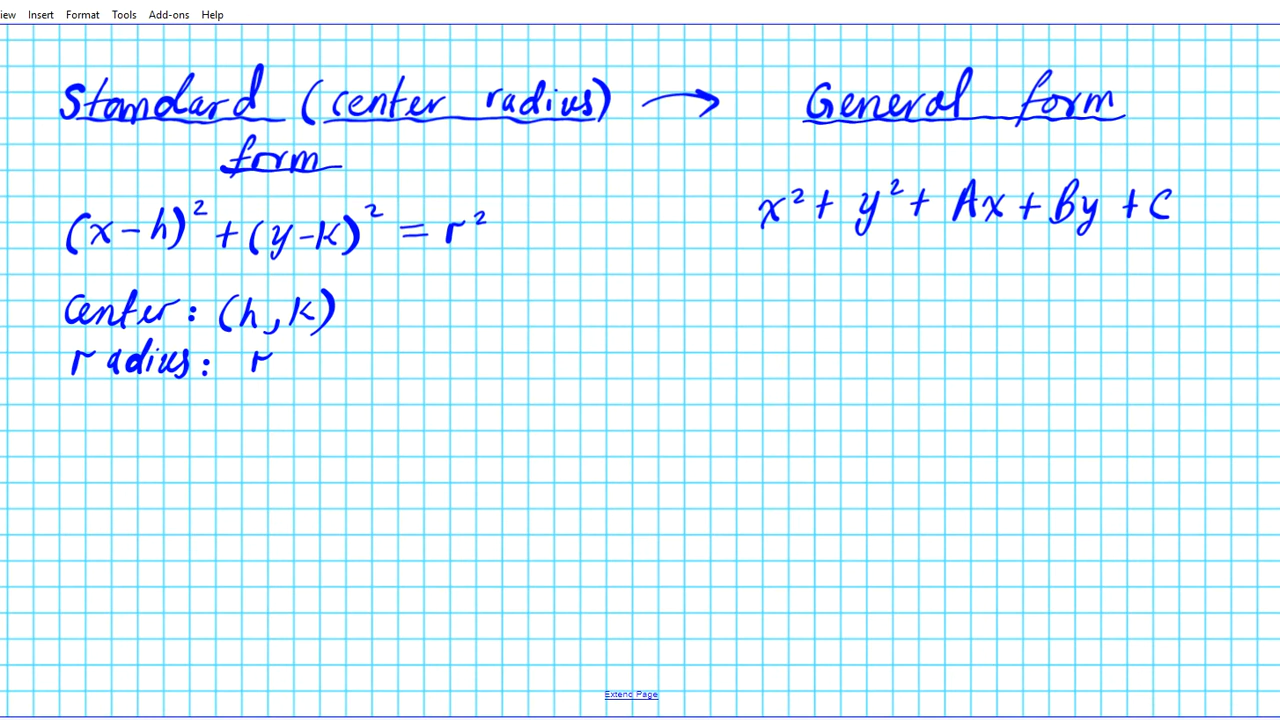 iew Insert Format Tools Add-ons Help
Standard (center radius) → General form
form
(x-h)² + (y-k)² = r²
x² + y² + Ax + By + C
Center: (h, k)
radius: r
Extend Page